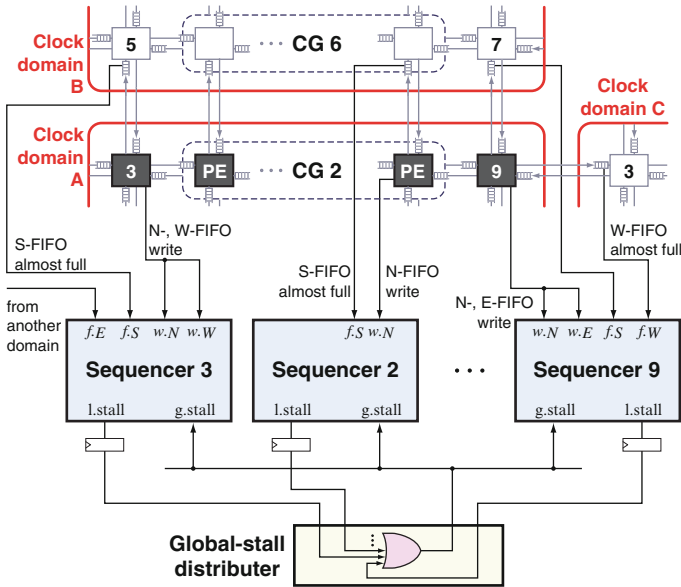 Clock
domain
B
5
··· CG 6
7
Clock
domain C
Clock
domain
A
3
PE
··· CG 2
PE
9
3
S-FIFO
almost full
N-, W-FIFO
write
S-FIFO
almost full
N-FIFO
write
W-FIFO
almost full
from
another
domain
N-, E-FIFO
write
f.E f.S w.N w.W
f.S w.N
w.N w.E f.S f.W
Sequencer 3
Sequencer 2
···
Sequencer 9
l.stall g.stall
l.stall g.stall
g.stall l.stall
Global-stall
distributer